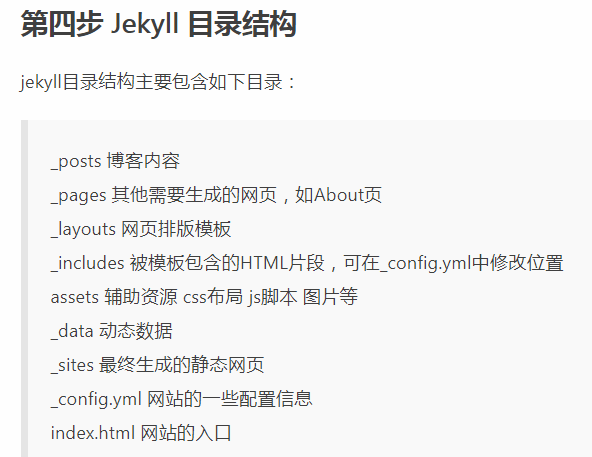 第四步 Jekyll 目录结构
jekyll目录结构主要包含如下目录：
_posts 博客内容
_pages 其他需要生成的网页，如About页
_layouts 网页排版模板
_includes 被模板包含的HTML片段，可在_config.yml中修改位置
assets 辅助资源 css布局 js脚本 图片等
_data 动态数据
_sites 最终生成的静态网页
_config.yml 网站的一些配置信息
index.html 网站的入口